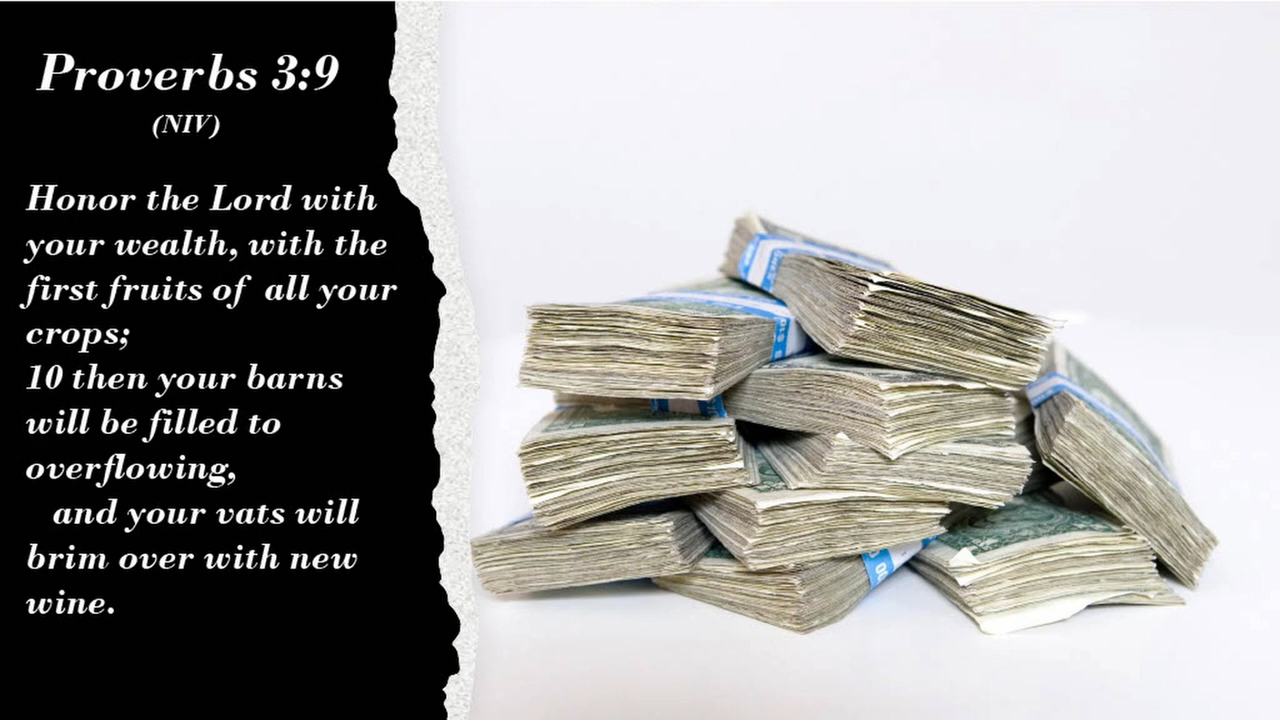 Proverbs 3:9
(NIV)
Honor the Lord with
your wealth, with the
first fruits of all your
crops;
10 then your barns
will be filled to
overflowing,
and your vats will
brim over with new
wine.